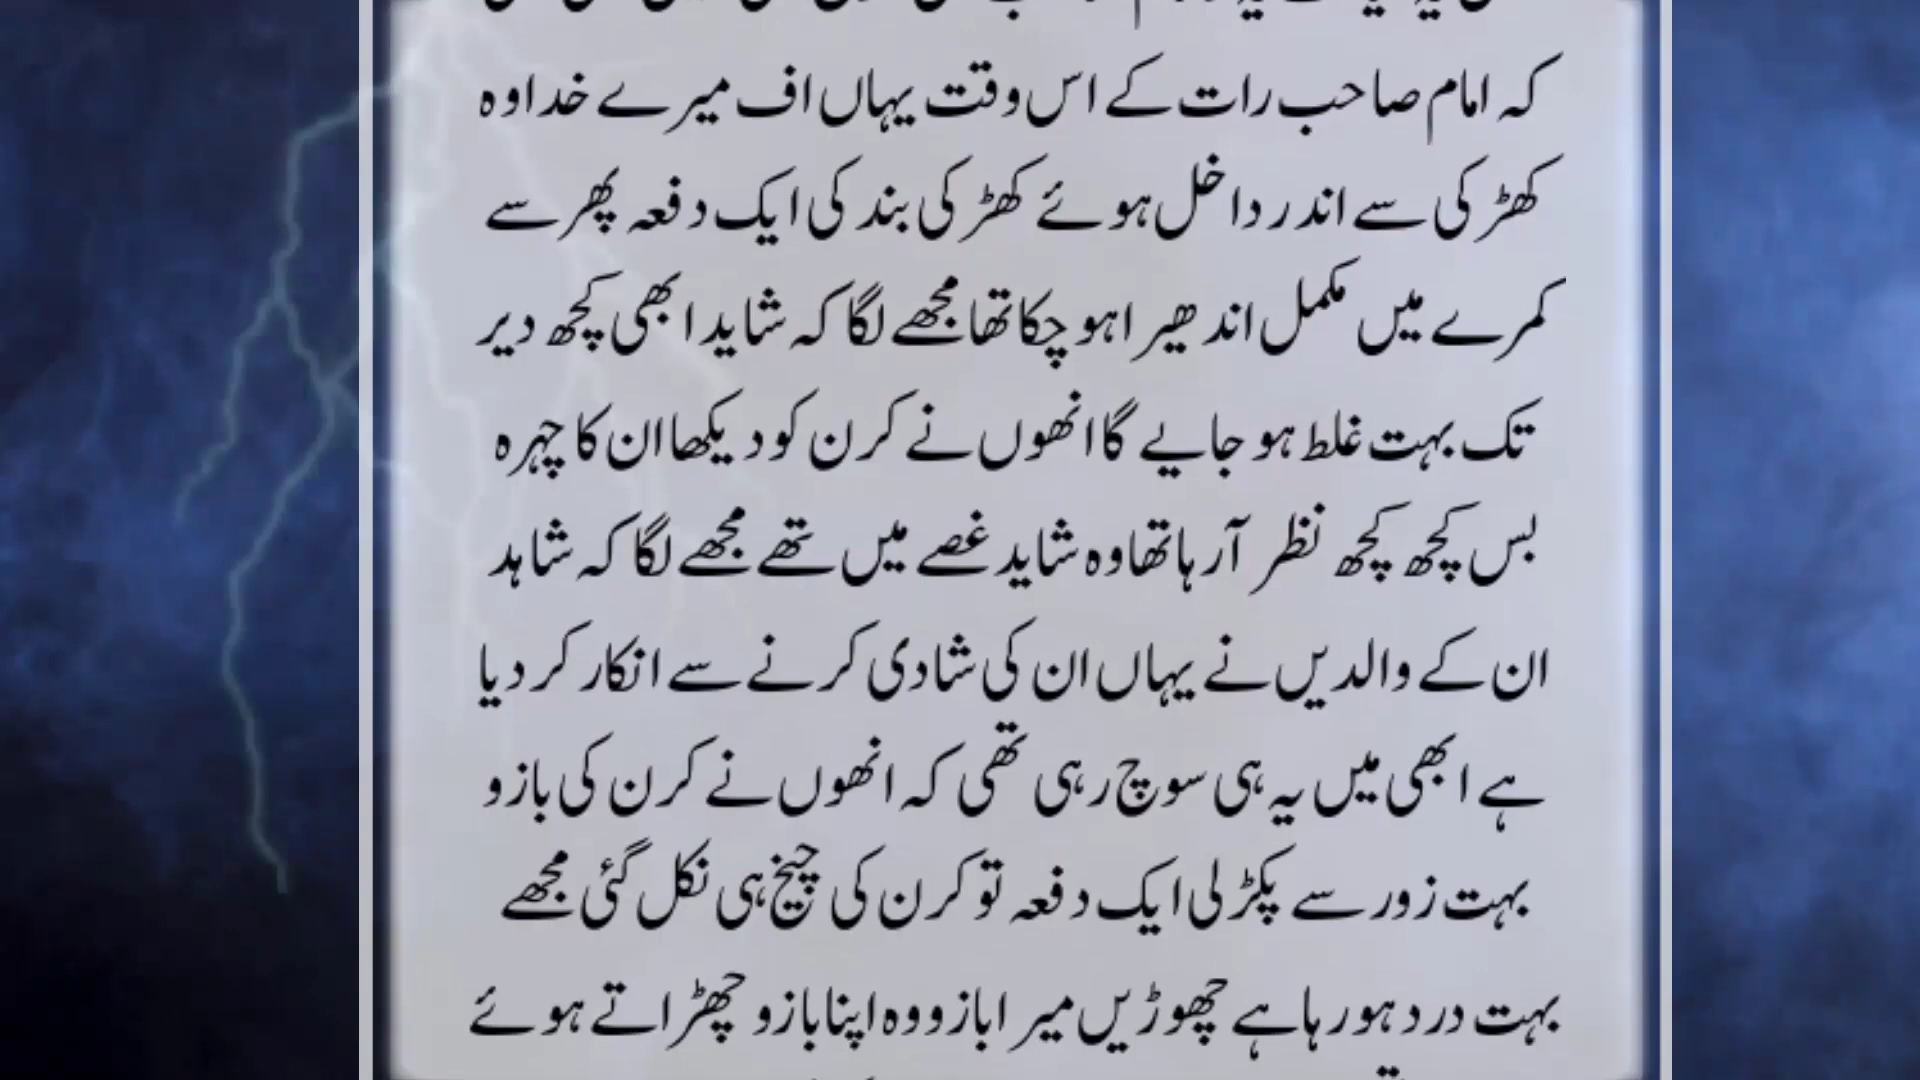 کہ امام صاحب رات کے اس وقت یہاں اف میرے خدا وہ
کھڑکی سے اندر داخل ہوئے کھڑکی بند کی ایک دفعہ پھر سے
کمرے میں مکمل اندھیرا ہو چکا تھا مجھے لگا کہ شاید ابھی کچھ دیر
تک بہت غلط ہو جایے گا انھوں نے کرن کو دیکھا ان کا چہرہ
بس کچھ کچھ نظر آ رہا تھا وہ شاید غصے میں تھے مجھے لگا کہ شاہد
ان کے والدیں نے یہاں ان کی شادی کرنے سے انکار کر دیا
ہے ابھی میں یہ ہی سوچ رہی تھی کہ انھوں نے کرن کی بازو
بہت زور سے پکڑ لی ایک دفعہ تو کرن کی چیخ ہی نکل گئی مجھے
بہت درد ہو رہا ہے چھوڑیں میرا بازو وہ اپنا بازو چھڑاتے ہوئے